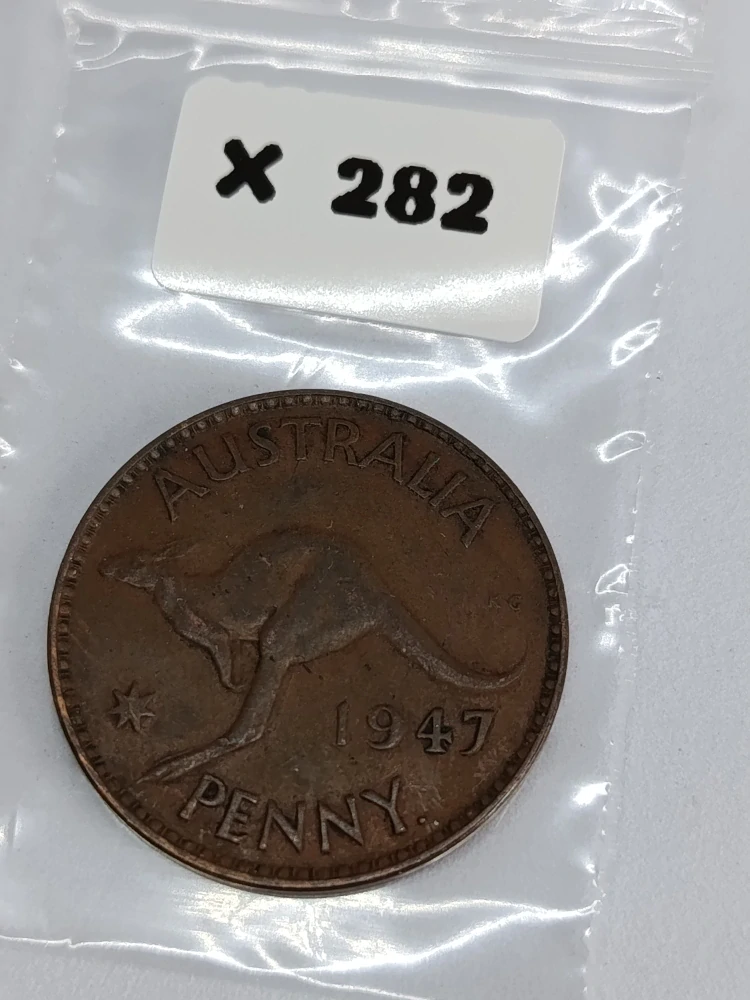 × 282
AUSTRALIA
KG
1947
PENNY.